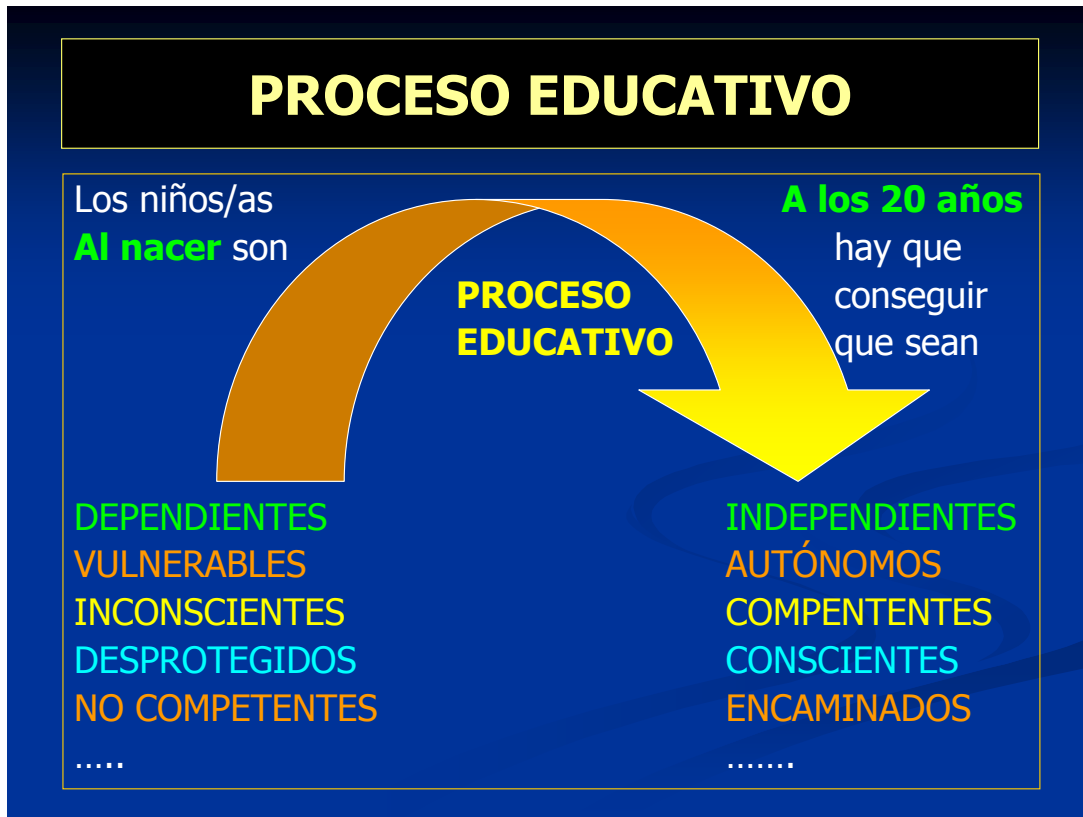 PROCESO EDUCATIVO
Los niños/as
Al nacer son
A los 20 años
hay que
conseguir
que sean
PROCESO
EDUCATIVO
DEPENDIENTES
VULNERABLES
INCONSCIENTES
DESPROTEGIDOS
NO COMPETENTES
.....
INDEPENDIENTES
AUTÓNOMOS
COMPENTENTES
CONSCIENTES
ENCAMINADOS
.......